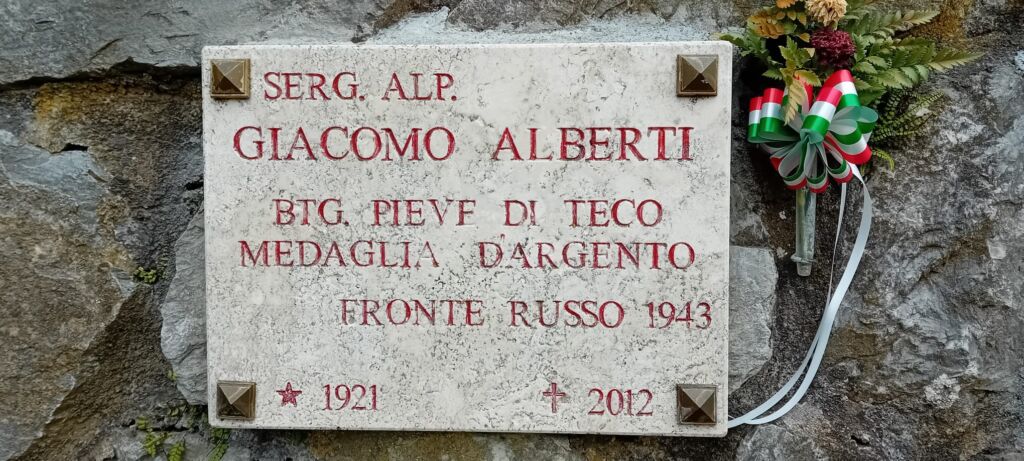 SERG. ALP.
GIACOMO ALBERTI
BTG. PIEVE DI TECO
MEDAGLIA D'ARGENTO
FRONTE RUSSO 1943
1921 2012